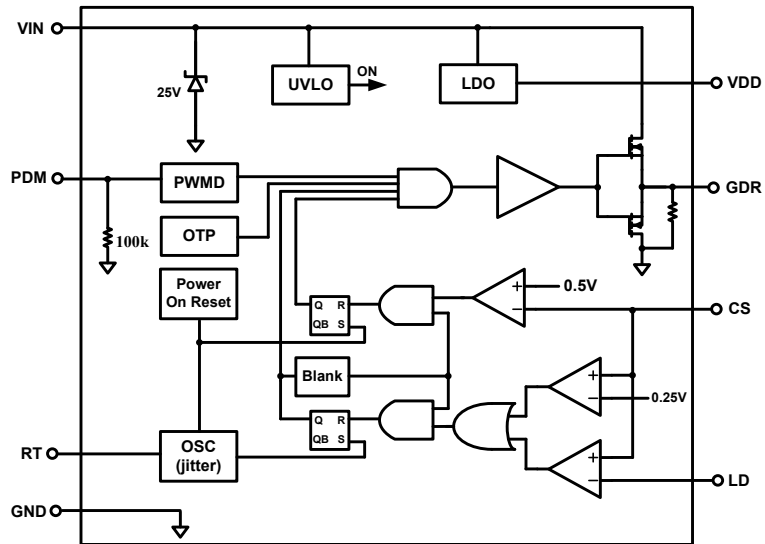 VIN
25V
UVLO
ON
LDO
VDD
PDM
PWMD
GDR
100k
OTP
Power
On Reset
Q R
QB S
+
−
0.5V
CS
Blank
+
−
0.25V
Q R
QB S
RT
OSC
(jitter)
+
−
LD
GND